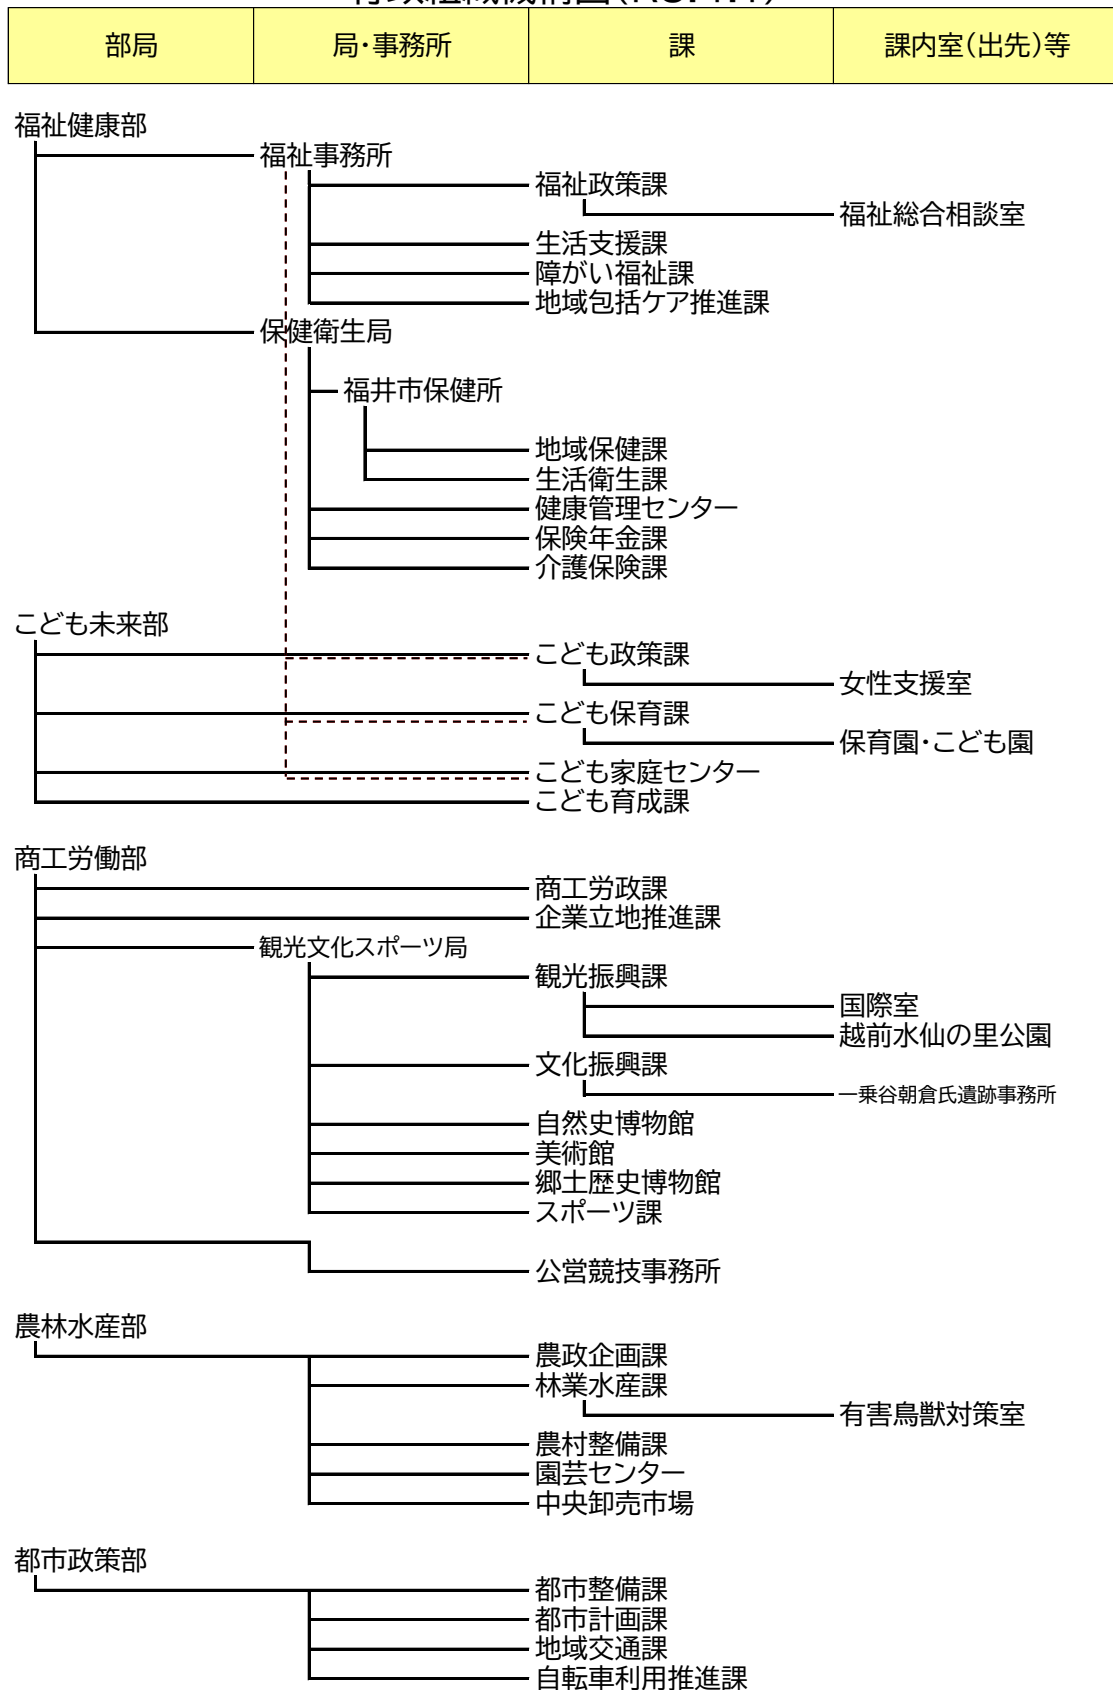 部局 局・事務所 課 課内室（出先）等
福祉健康部
福祉事務所
福祉政策課
福祉総合相談室
生活支援課
障がい福祉課
地域包括ケア推進課
保健衛生局
福井市保健所
地域保健課
生活衛生課
健康管理センター
保険年金課
介護保険課
こども未来部
こども政策課
女性支援室
こども保育課
保育園・こども園
こども家庭センター
こども育成課
商工労働部
商工労政課
企業立地推進課
観光文化スポーツ局
観光振興課
国際室
越前水仙の里公園
文化振興課
一乗谷朝倉氏遺跡事務所
自然史博物館
美術館
郷土歴史博物館
スポーツ課
公営競技事務所
農林水産部
農政企画課
林業水産課
有害鳥獣対策室
農村整備課
園芸センター
中央卸売市場
都市政策部
都市整備課
都市計画課
地域交通課
自転車利用推進課